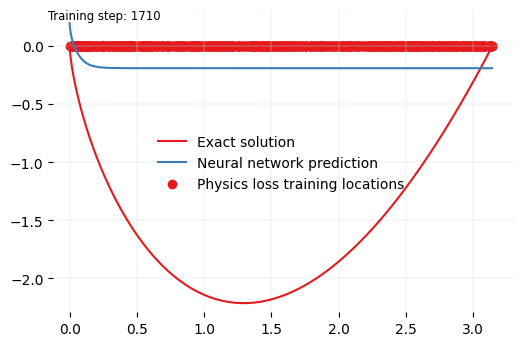 Training step: 1710
0.0
−0.5
−1.0
−1.5
−2.0
Exact solution
Neural network prediction
Physics loss training locations
0.0 0.5 1.0 1.5 2.0 2.5 3.0